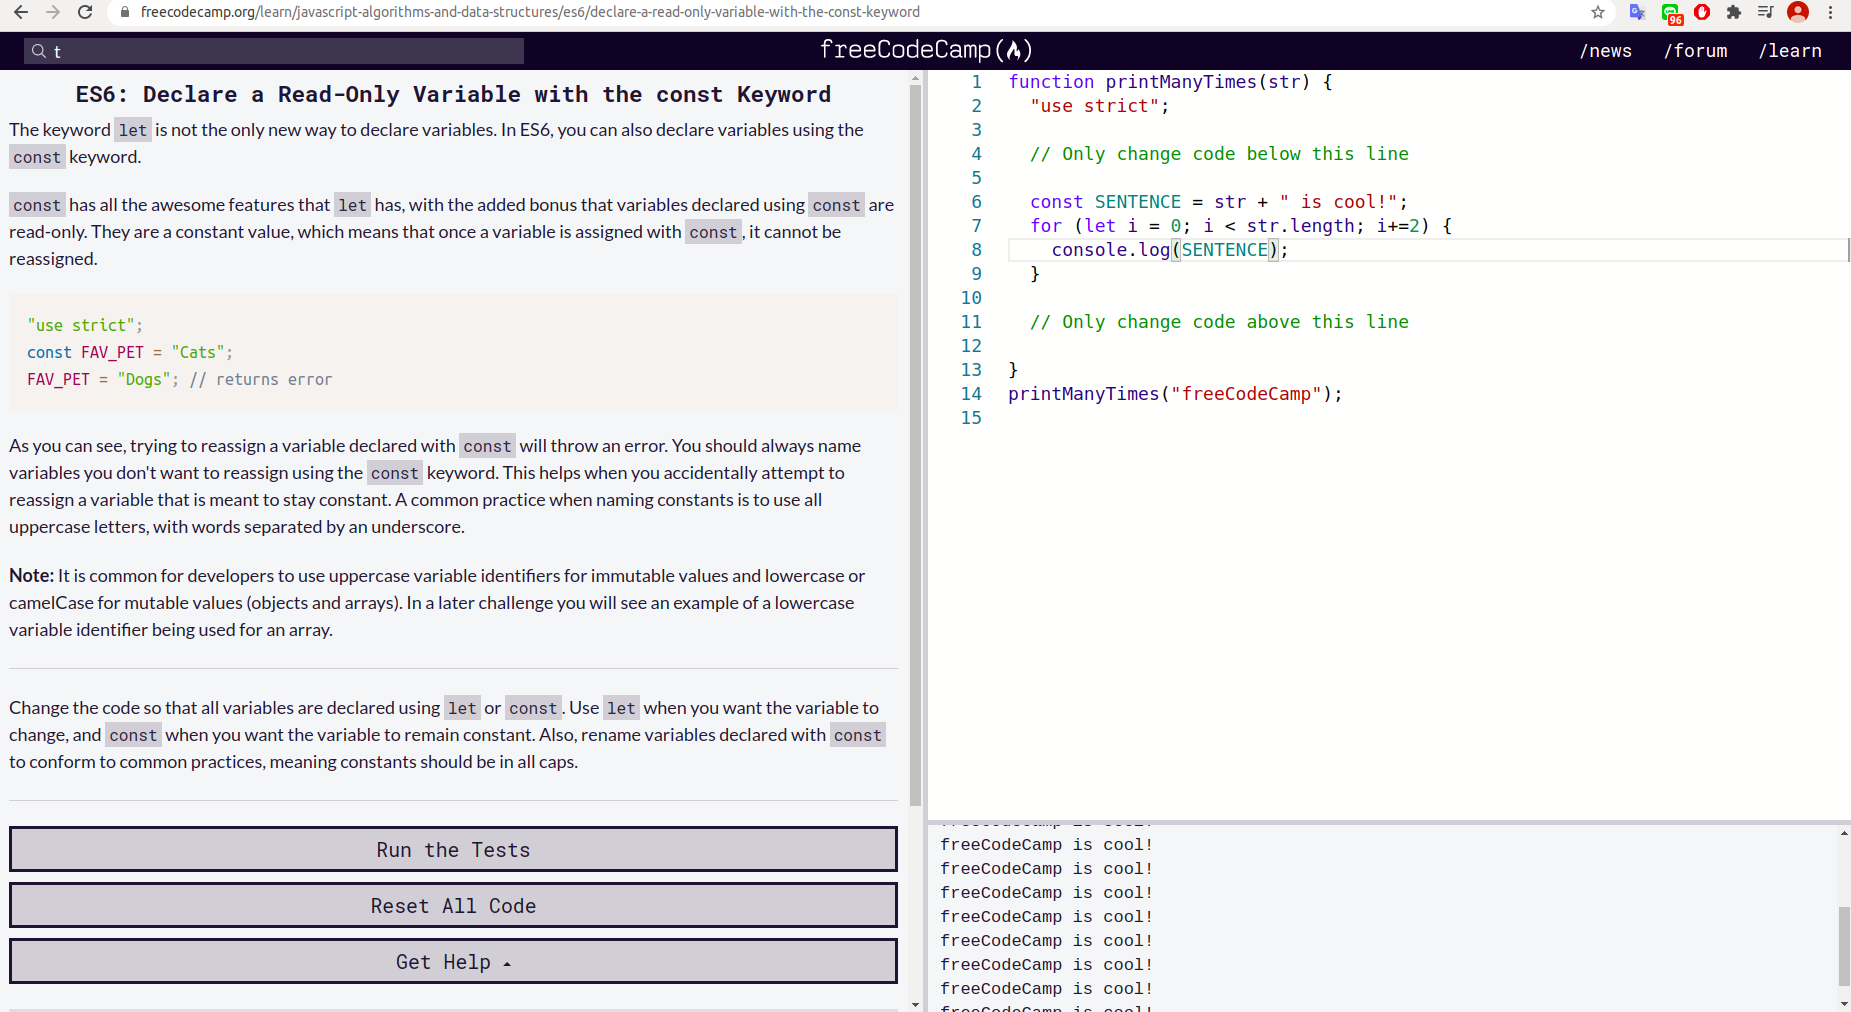 freecodecamp.org/learn/javascript-algorithms-and-data-structures/es6/declare-a-read-only-variable-with-the-const-keyword
96
t
freeCodeCamp
/news /forum /learn
ES6: Declare a Read-Only Variable with the const Keyword
The keyword let is not the only new way to declare variables. In ES6, you can also declare variables using the
const keyword.
const has all the awesome features that let has, with the added bonus that variables declared using const are
read-only. They are a constant value, which means that once a variable is assigned with const, it cannot be
reassigned.
"use strict";
const FAV_PET = "Cats";
FAV_PET = "Dogs"; // returns error
As you can see, trying to reassign a variable declared with const will throw an error. You should always name
variables you don't want to reassign using the const keyword. This helps when you accidentally attempt to
reassign a variable that is meant to stay constant. A common practice when naming constants is to use all
uppercase letters, with words separated by an underscore.
Note: It is common for developers to use uppercase variable identifiers for immutable values and lowercase or
camelCase for mutable values (objects and arrays). In a later challenge you will see an example of a lowercase
variable identifier being used for an array.
Change the code so that all variables are declared using let or const. Use let when you want the variable to
change, and const when you want the variable to remain constant. Also, rename variables declared with const
to conform to common practices, meaning constants should be in all caps.
Run the Tests
Reset All Code
Get Help
1 function printManyTimes(str) {
2 "use strict";
3
4 // Only change code below this line
5
6 const SENTENCE = str + " is cool!";
7 for (let i = 0; i < str.length; i+=2) {
8 console.log(SENTENCE);
9 }
10
11 // Only change code above this line
12
13 }
14 printManyTimes("freeCodeCamp");
15
freeCodeCamp is cool!
freeCodeCamp is cool!
freeCodeCamp is cool!
freeCodeCamp is cool!
freeCodeCamp is cool!
freeCodeCamp is cool!
freeCodeCamp is cool!
freeCodeCamp is cool!
freeCodeCamp is cool!